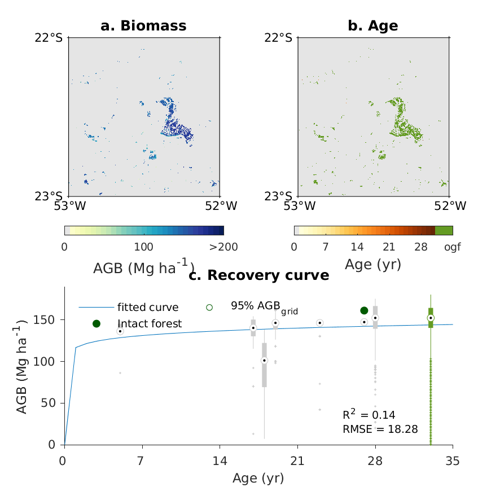 a. Biomass
22°S
23°S
53°W
52°W
0
100
>200
AGB (Mg ha⁻¹)
b. Age
22°S
23°S
53°W
52°W
0
7
14
21
28
ogf
Age (yr)
c. Recovery curve
fitted curve
95% AGB_grid
Intact forest
150
100
50
0
AGB (Mg ha⁻¹)
R² = 0.14
RMSE = 18.28
0
7
14
21
28
35
Age (yr)